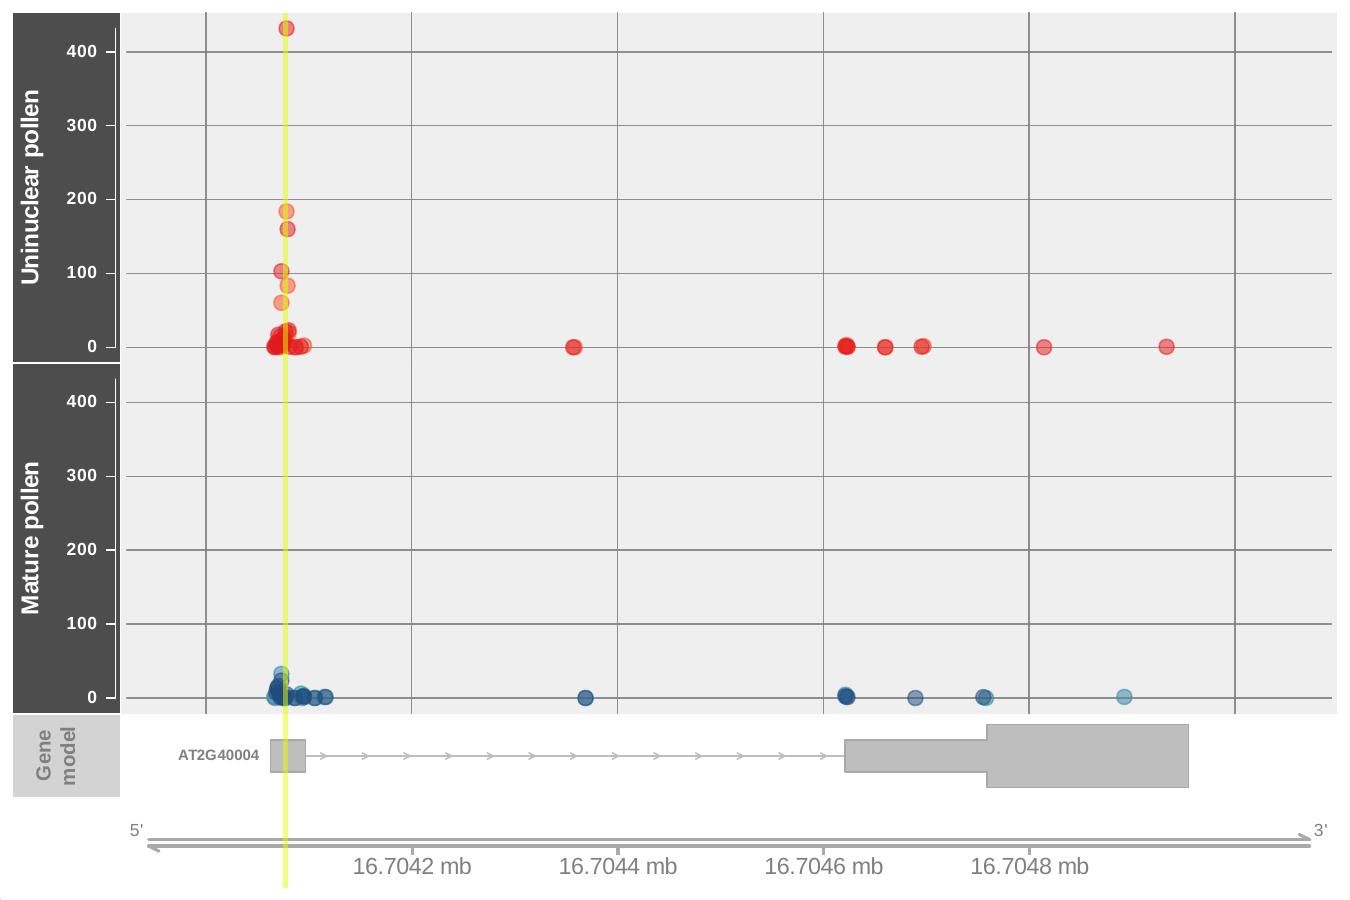 Uninuclear pollen
400
300
200
100
0
Mature pollen
400
300
200
100
0
Gene
model
AT2G40004
5'
3'
16.7042 mb
16.7044 mb
16.7046 mb
16.7048 mb